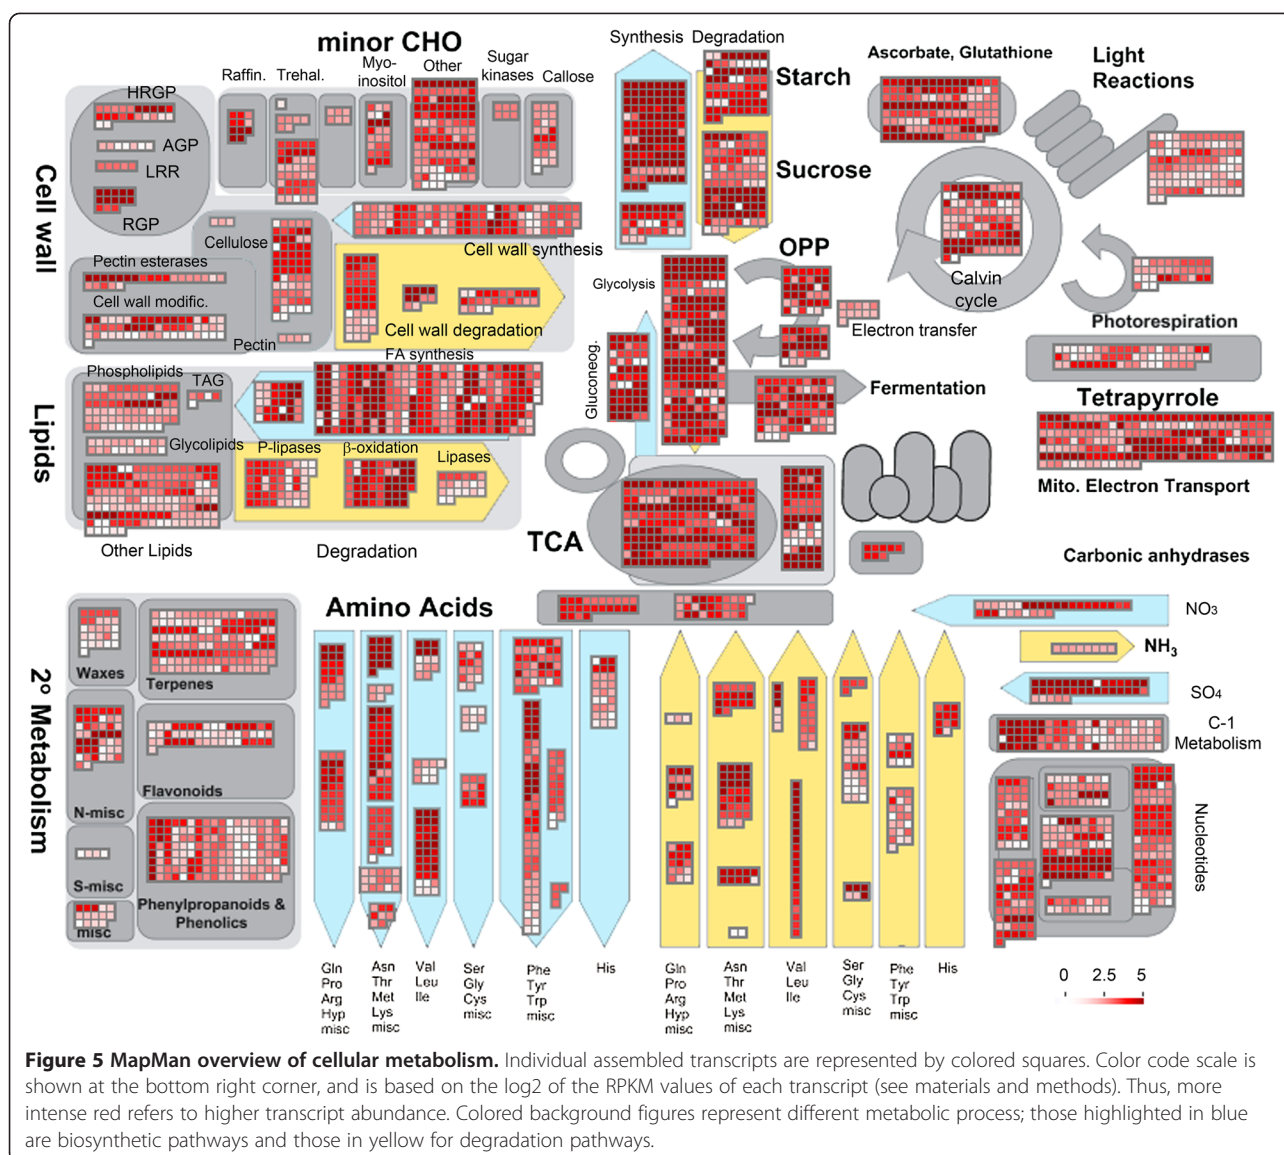 minor CHO
Raffin.
Trehal.
Myo-
inositol
Other
Sugar
kinases
Callose
Synthesis
Degradation
Starch
Sucrose
Ascorbate, Glutathione
Light
Reactions
Cell wall
HRGP
AGP
LRR
RGP
Cellulose
Cell wall synthesis
Pectin esterases
Cell wall modific.
Pectin
Cell wall degradation
OPP
Glycolysis
Gluconeog.
Electron transfer
Calvin
cycle
Photorespiration
Fermentation
Tetrapyrrole
Lipids
FA synthesis
Phospholipids
TAG
Glycolipids
P-lipases
β-oxidation
Lipases
Other Lipids
Degradation
TCA
Mito. Electron Transport
Carbonic anhydrases
2º Metabolism
Waxes
Terpenes
N-misc
Flavonoids
S-misc
Phenylpropanoids &
Phenolics
misc
Amino Acids
NO3
NH3
SO4
C-1
Metabolism
Nucleotides
Gln
Pro
Arg
Hyp
misc
Asn
Thr
Met
Lys
misc
Val
Leu
Ile
Ser
Gly
Cys
misc
Phe
Tyr
Trp
misc
His
Gln
Pro
Arg
Hyp
misc
Asn
Thr
Met
Lys
misc
Val
Leu
Ile
Ser
Gly
Cys
misc
Phe
Tyr
Trp
misc
His
0 2.5 5
Figure 5 MapMan overview of cellular metabolism. Individual assembled transcripts are represented by colored squares. Color code scale is
shown at the bottom right corner, and is based on the log2 of the RPKM values of each transcript (see materials and methods). Thus, more
intense red refers to higher transcript abundance. Colored background figures represent different metabolic process; those highlighted in blue
are biosynthetic pathways and those in yellow for degradation pathways.